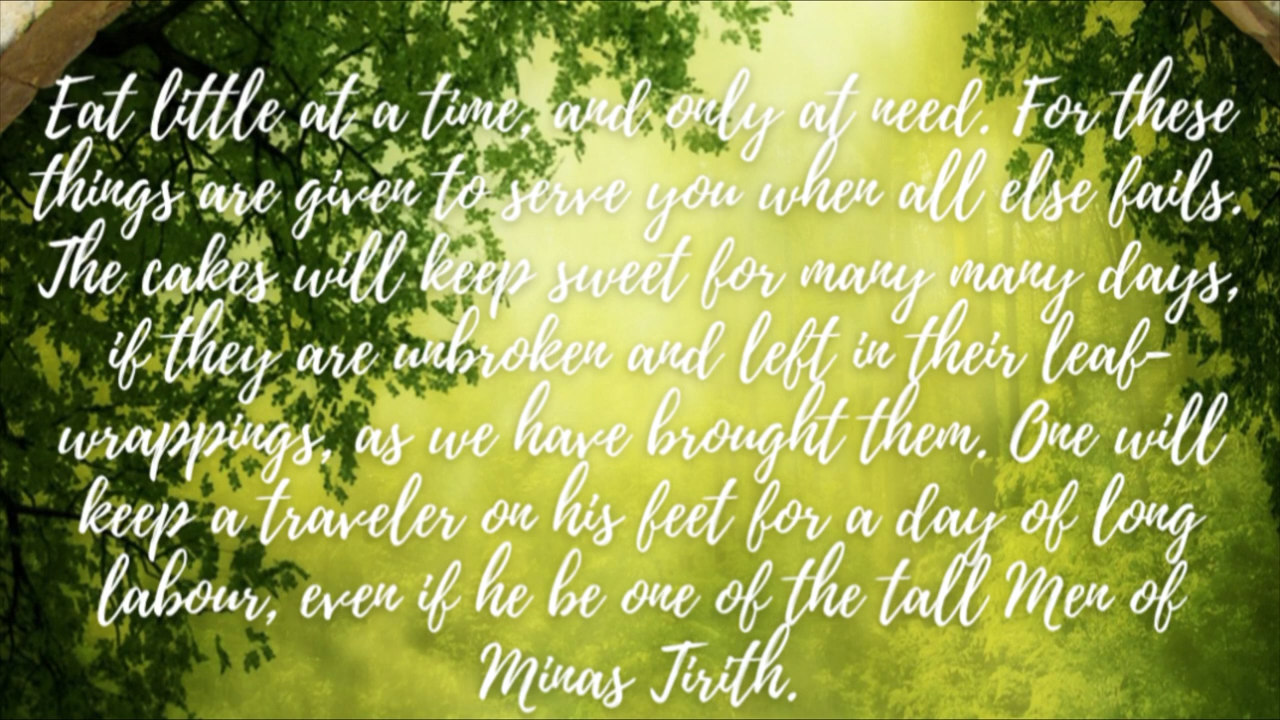 Eat little at a time, and only at need. For these
things are given to serve you when all else fails.
The cakes will keep sweet for many many days,
if they are unbroken and left in their leaf-
wrappings, as we have brought them. One will
keep a traveler on his feet for a day of long
labour, even if he be one of the tall Men of
Minas Tirith.